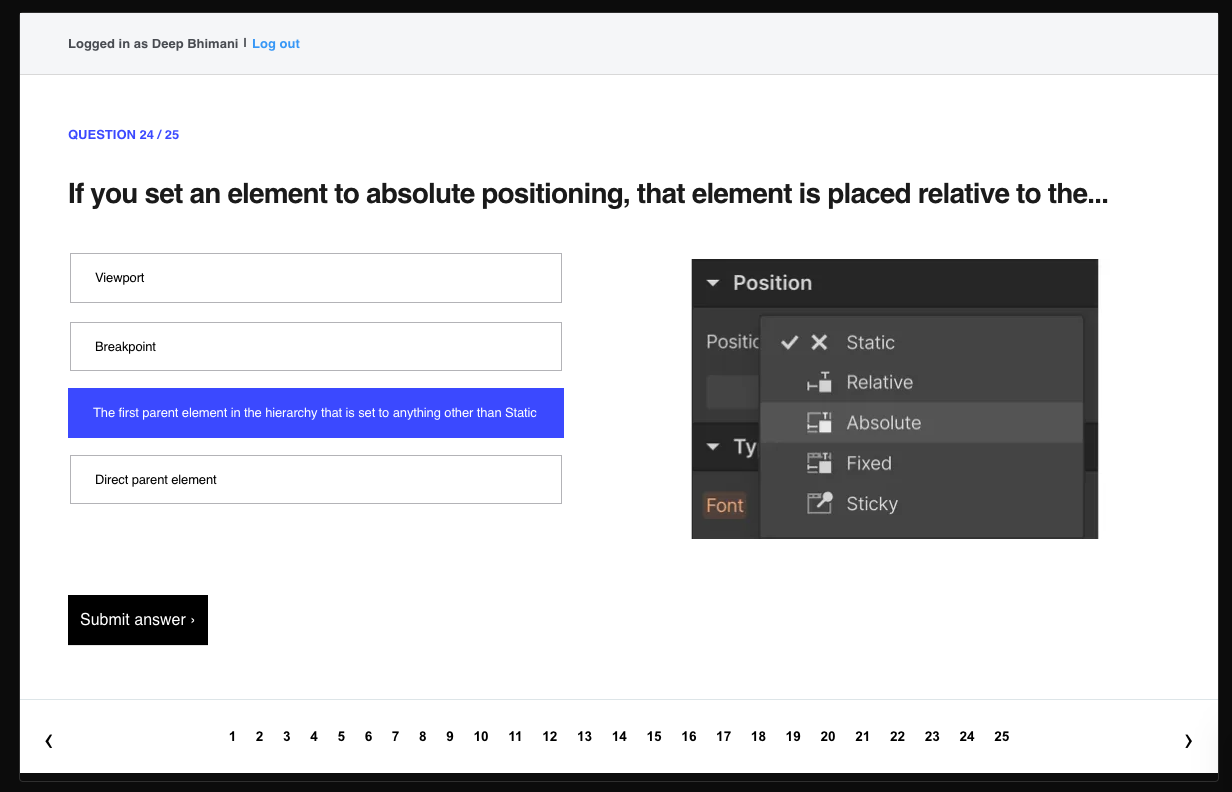 Logged in as Deep Bhimani | Log out
QUESTION 24 / 25
If you set an element to absolute positioning, that element is placed relative to the...
Viewport
Breakpoint
The first parent element in the hierarchy that is set to anything other than Static
Direct parent element
Position
Positic
Static
Relative
Absolute
Ty
Fixed
Font
Sticky
Submit answer ›
‹ 1 2 3 4 5 6 7 8 9 10 11 12 13 14 15 16 17 18 19 20 21 22 23 24 25 ›